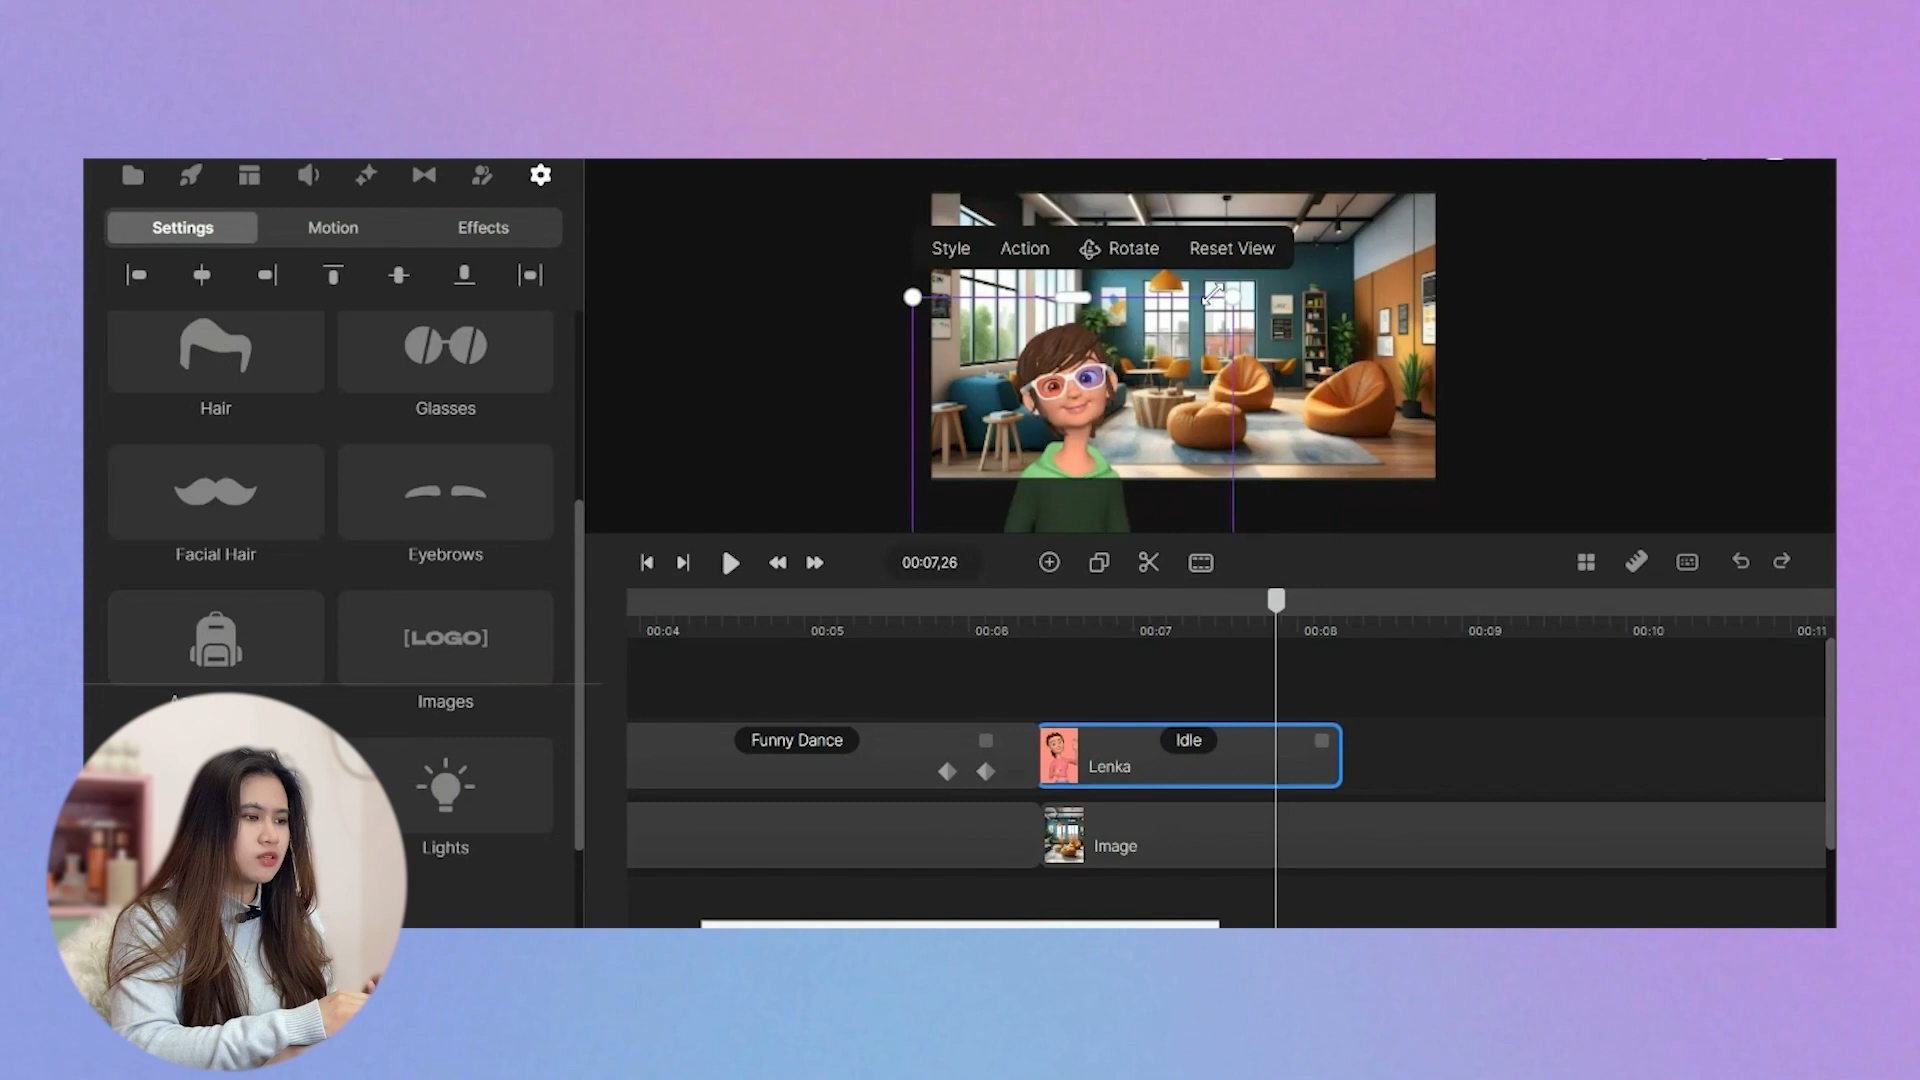 Settings Motion Effects
Style Action Rotate Reset View
Hair Glasses
Facial Hair Eyebrows
[LOGO]
Images
Lights
00:07,26
00:04 00:05 00:06 00:07 00:08 00:09 00:10 00:11
Funny Dance Idle
Lenka
Image